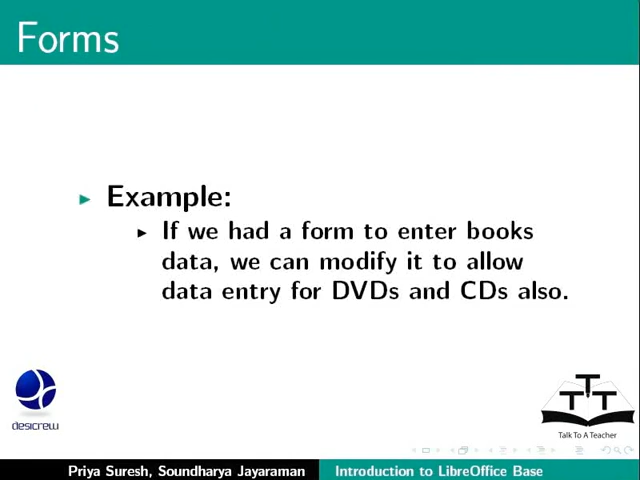 Forms
Example:
If we had a form to enter books
data, we can modify it to allow
data entry for DVDs and CDs also.
desicrew
T T T
Talk To A Teacher
Priya Suresh, Soundharya Jayaraman
Introduction to LibreOffice Base